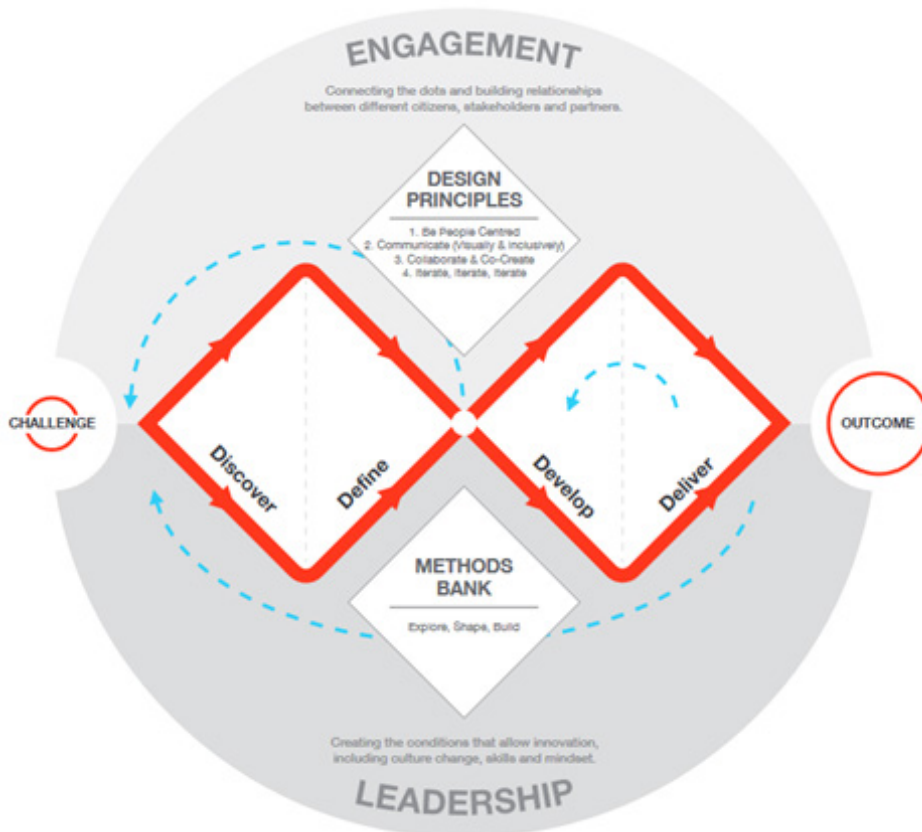 ENGAGEMENT
Connecting the dots and building relationships
between different citizens, stakeholders and partners.
DESIGN
PRINCIPLES
1. Be People Centred
2. Communicate (Visually & Inclusively)
3. Collaborate & Co-Create
4. Iterate, Iterate, Iterate
CHALLENGE
OUTCOME
Discover
Define
Develop
Deliver
METHODS
BANK
Explore, Shape, Build
Creating the conditions that allow innovation,
including culture change, skills and mindset.
LEADERSHIP